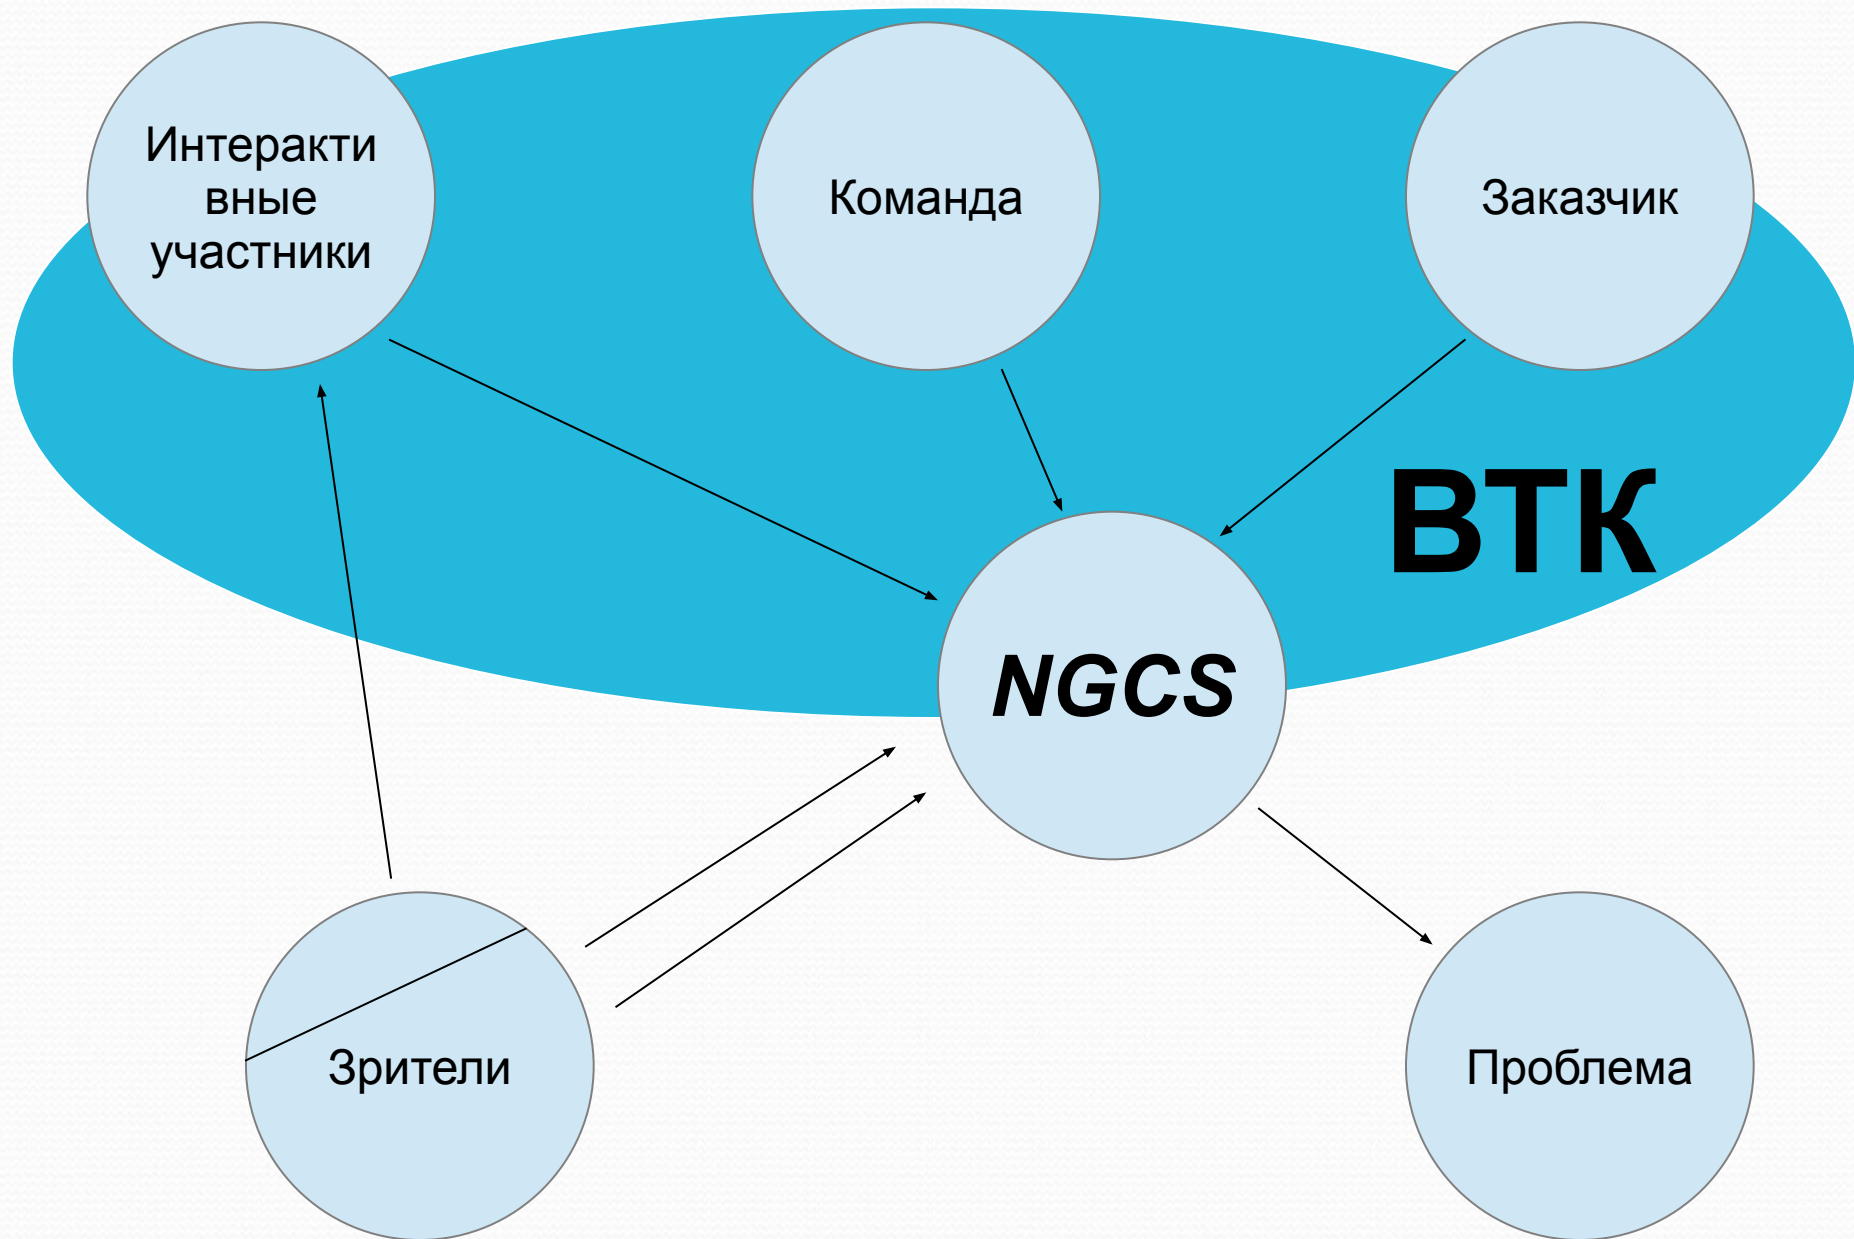 Интеракти
вные
участники
Команда
Заказчик
ВТК
NGCS
Зрители
Проблема